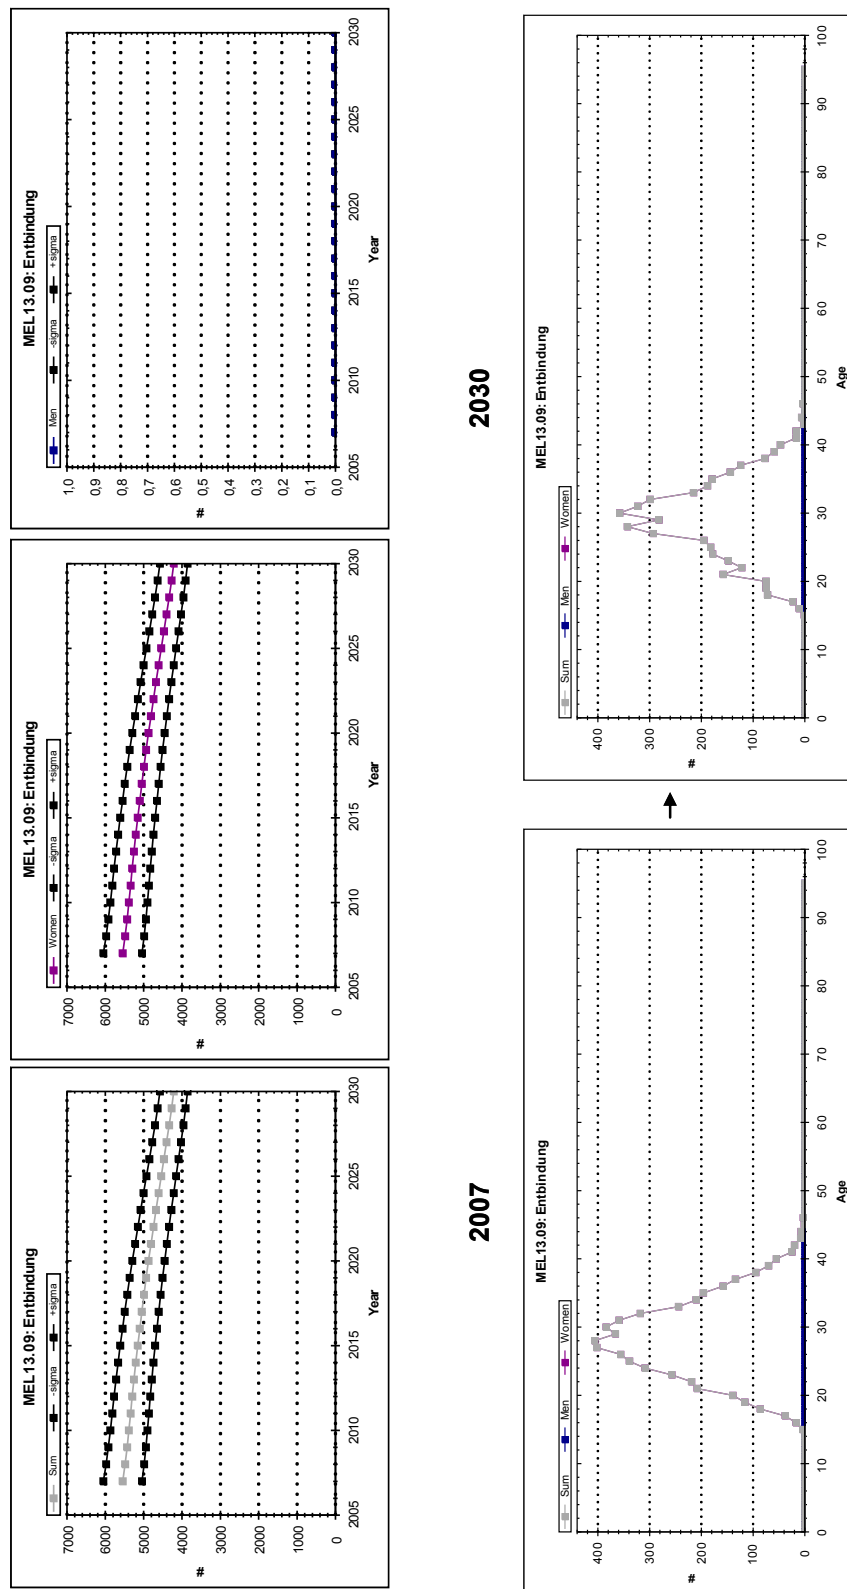 MEL13.09: Entbindung
Sum -sigma +sigma
7000
6000
5000
4000
3000
2000
1000
0
#
2005 2010 2015 2020 2025 2030
Year
MEL13.09: Entbindung
Women -sigma +sigma
7000
6000
5000
4000
3000
2000
1000
0
#
2005 2010 2015 2020 2025 2030
Year
MEL13.09: Entbindung
Men -sigma +sigma
1,0
0,9
0,8
0,7
0,6
0,5
0,4
0,3
0,2
0,1
0,0
#
2005 2010 2015 2020 2025 2030
Year
2007
2030
MEL13.09: Entbindung
Sum Men Women
400
300
200
100
0
#
0 10 20 30 40 50 60 70 80 90 100
Age
MEL13.09: Entbindung
Sum Men Women
400
300
200
100
0
#
0 10 20 30 40 50 60 70 80 90 100
Age